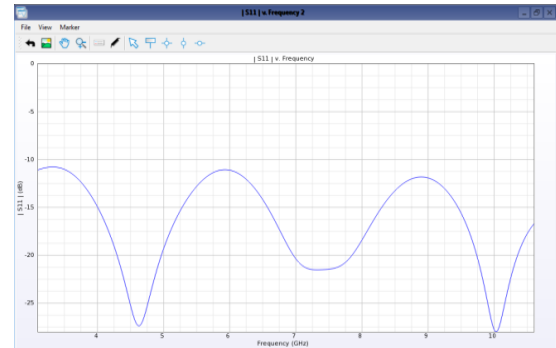 | S11 | v. Frequency 2
File View Marker
| S11 | v. Frequency
0
-5
-10
-15
-20
-25
| S11 | (dB)
4 5 6 7 8 9 10
Frequency (GHz)